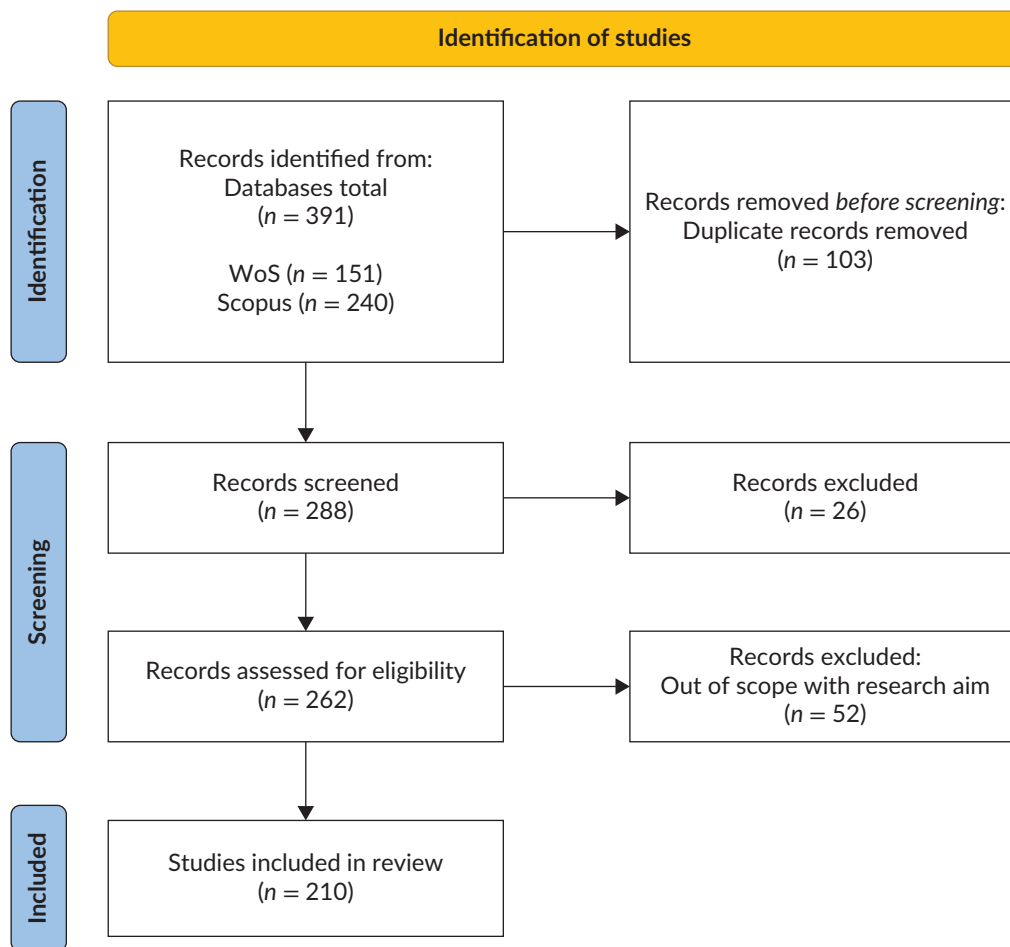 Identification of studies
Identification
Records identified from:
Databases total
(n = 391)
WoS (n = 151)
Scopus (n = 240)
Records removed before screening:
Duplicate records removed
(n = 103)
Screening
Records screened
(n = 288)
Records excluded
(n = 26)
Records assessed for eligibility
(n = 262)
Records excluded:
Out of scope with research aim
(n = 52)
Included
Studies included in review
(n = 210)